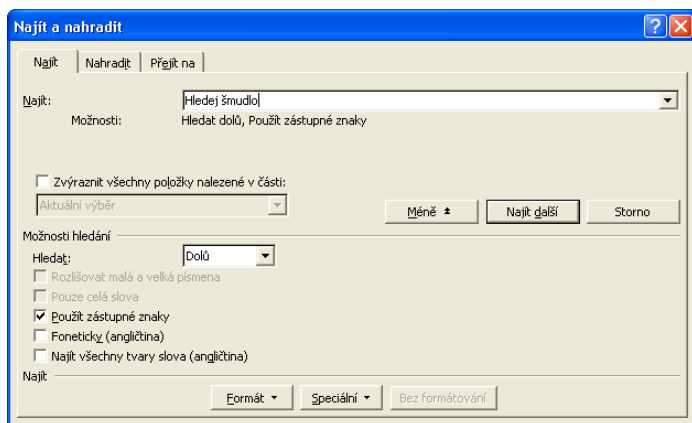 Najít a nahradit
Najít Nahradit Přejít na
Najít: Hledej šmudlo
Možnosti: Hledat dolů, Použít zástupné znaky
Zvýraznit všechny položky nalezené v části:
Aktuální výběr
Méně Najít další Storno
Možnosti hledání
Hledat: Dolů
Rozlišovat malá a velká písmena
Pouze celá slova
Použít zástupné znaky
Foneticky (angličtina)
Najít všechny tvary slova (angličtina)
Najít
Formát Speciální Bez formátování